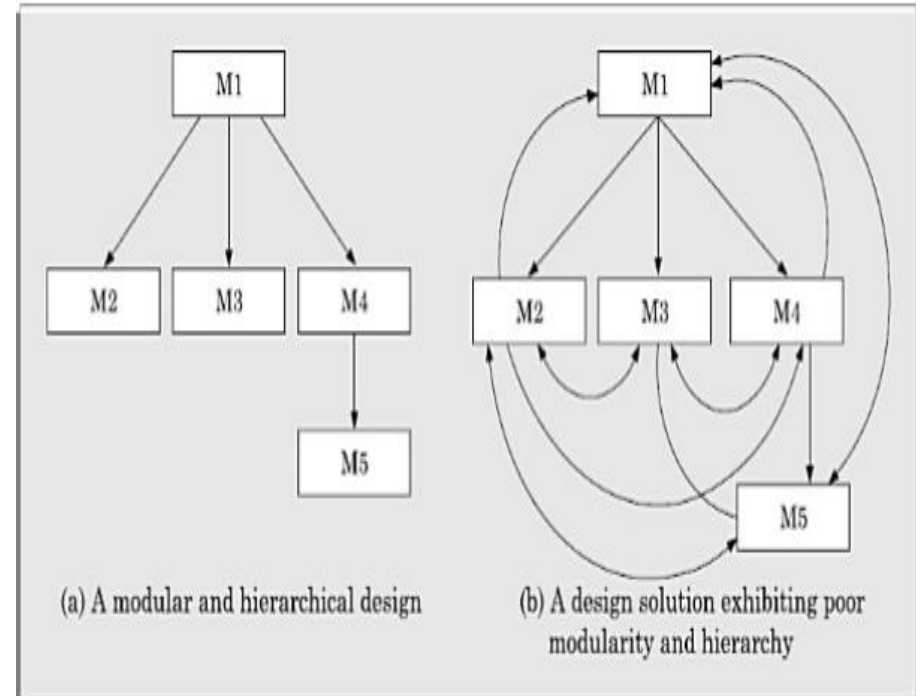 M1
M2
M3
M4
M5
(a) A modular and hierarchical design
M1
M2
M3
M4
M5
(b) A design solution exhibiting poor
modularity and hierarchy